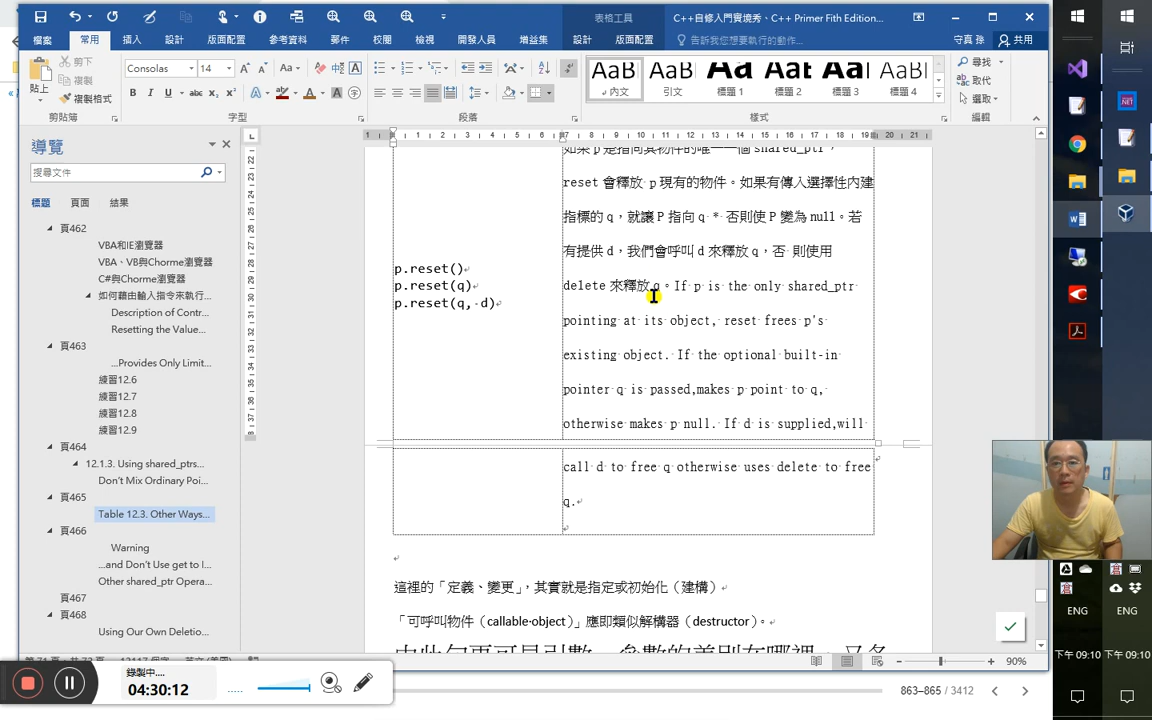 C++自修入門實境秀、C++ Primer Fith Edition...
表格工具
檔案 常用 插入 設計 版面配置 參考資料 郵件 校閱 檢視 開發人員 增益集 設計 版面配置 告訴我您想要執行的動作... 守真 孫 共用
貼上
剪下
複製
複製格式
剪貼簿
Consolas 14
字型
段落
AaB 內文
AaB 引文
Aa 標題 1
Aat 標題 2
Aal 標題 3
AaBl 標題 4
樣式
尋找
取代
選取
編輯
導覽
搜尋文件
標題 頁面 結果
頁462
VBA和IE瀏覽器
VBA、VB與Chorme瀏覽器
C#與Chorme瀏覽器
如何藉由輸入指令來執行...
Description of Contr...
Resetting the Value...
頁463
...Provides Only Limit...
練習12.6
練習12.7
練習12.8
練習12.9
頁464
12.1.3. Using shared_ptrs...
Don't Mix Ordinary Poi...
頁465
Table 12.3. Other Ways...
頁466
Warning
...and Don't Use get to I...
Other shared_ptr Opera...
頁467
頁468
Using Our Own Deletio...
p.reset()
p.reset(q)
p.reset(q, d)
reset 會釋放 p 現有的物件。如果有傳入選擇性內建
指標的 q，就讓 P 指向 q * 否則使 P 變為 null。若
有提供 d，我們會呼叫 d 來釋放 q，否 則使用
delete 來釋放 q。If p is the only shared_ptr
pointing at its object, reset frees p's
existing object. If the optional built-in
pointer q is passed,makes p point to q,
otherwise makes p null. If d is supplied,will
call d to free q otherwise uses delete to free
q.
這裡的「定義、變更」，其實就是指定或初始化（建構）
「可呼叫物件（callable object）」應即類似解構器（destructor）。
90%
錄製中....
04:30:12
863–865 / 3412
ENG ENG
下午 09:10 下午 09:10